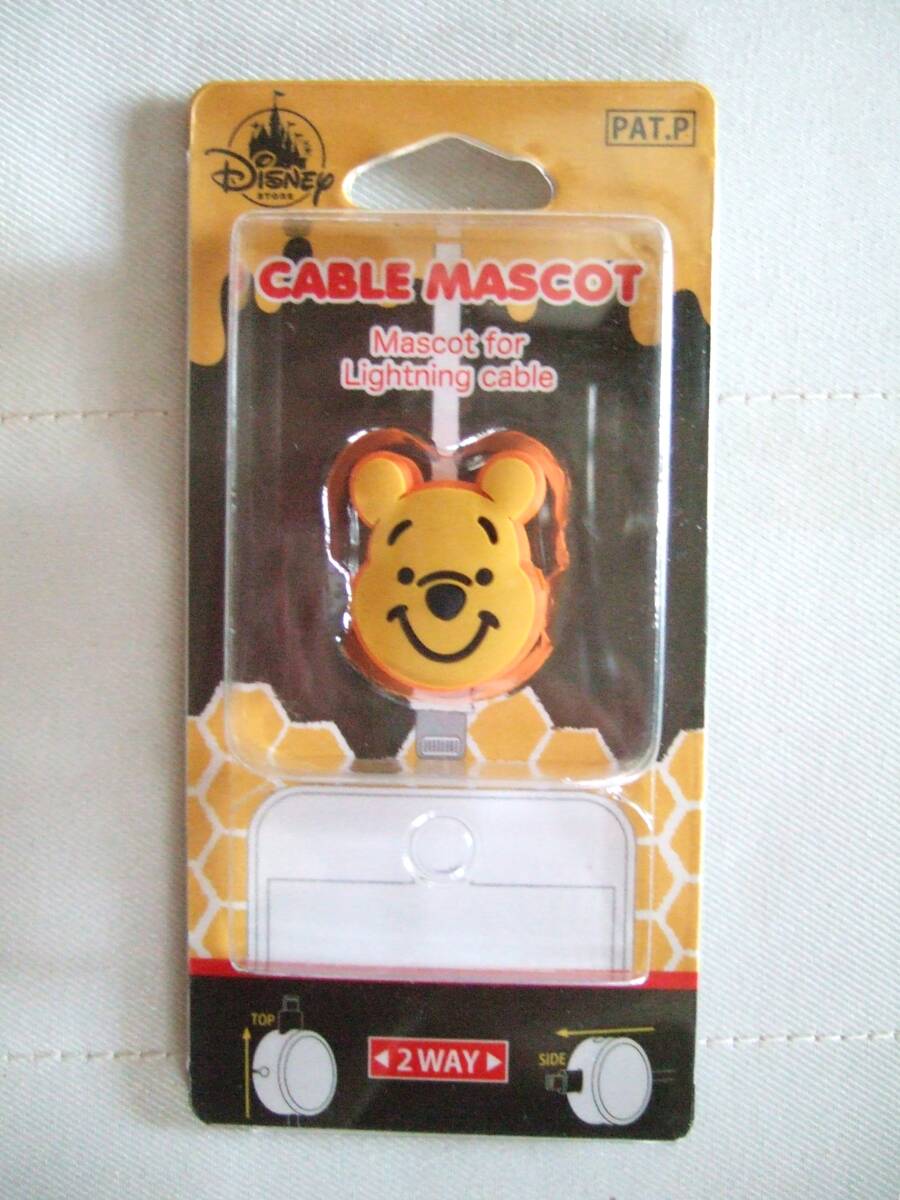 Disney
STORE
PAT.P
CABLE MASCOT
Mascot for
Lightning cable
TOP
2 WAY
SIDE